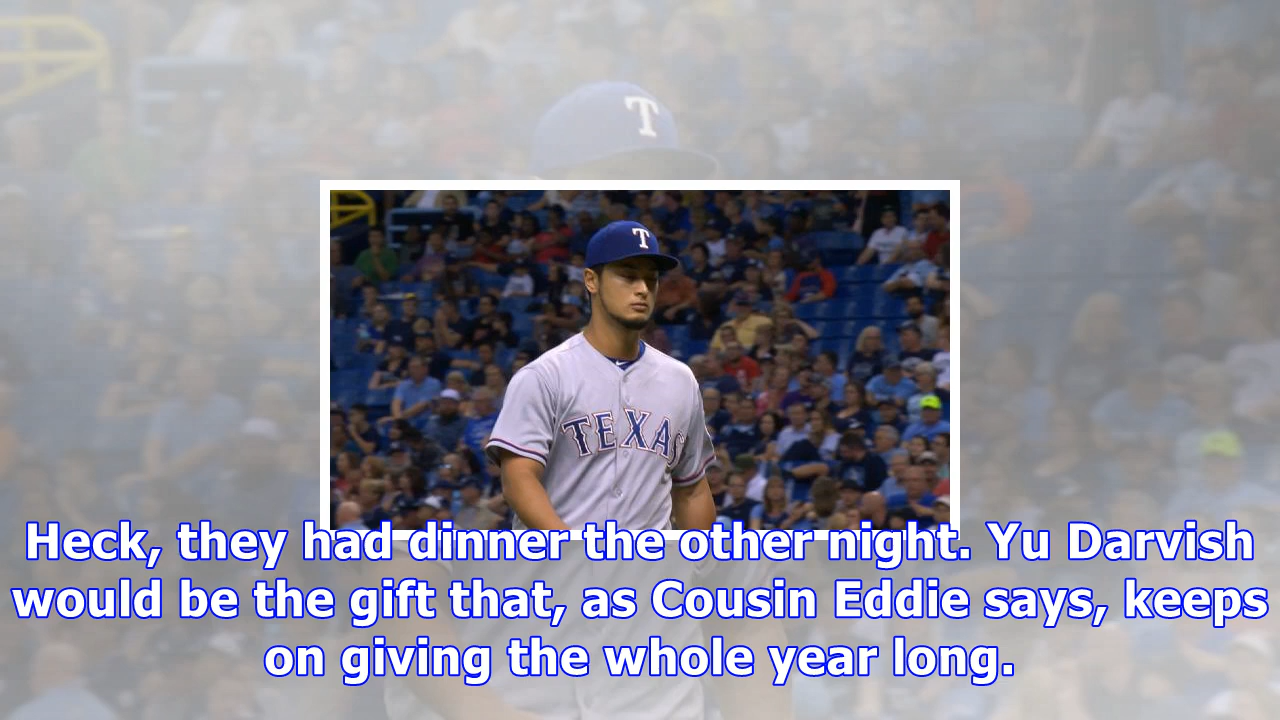 T
T
TEXAS
Heck, they had dinner the other night. Yu Darvish
would be the gift that, as Cousin Eddie says, keeps
on giving the whole year long.